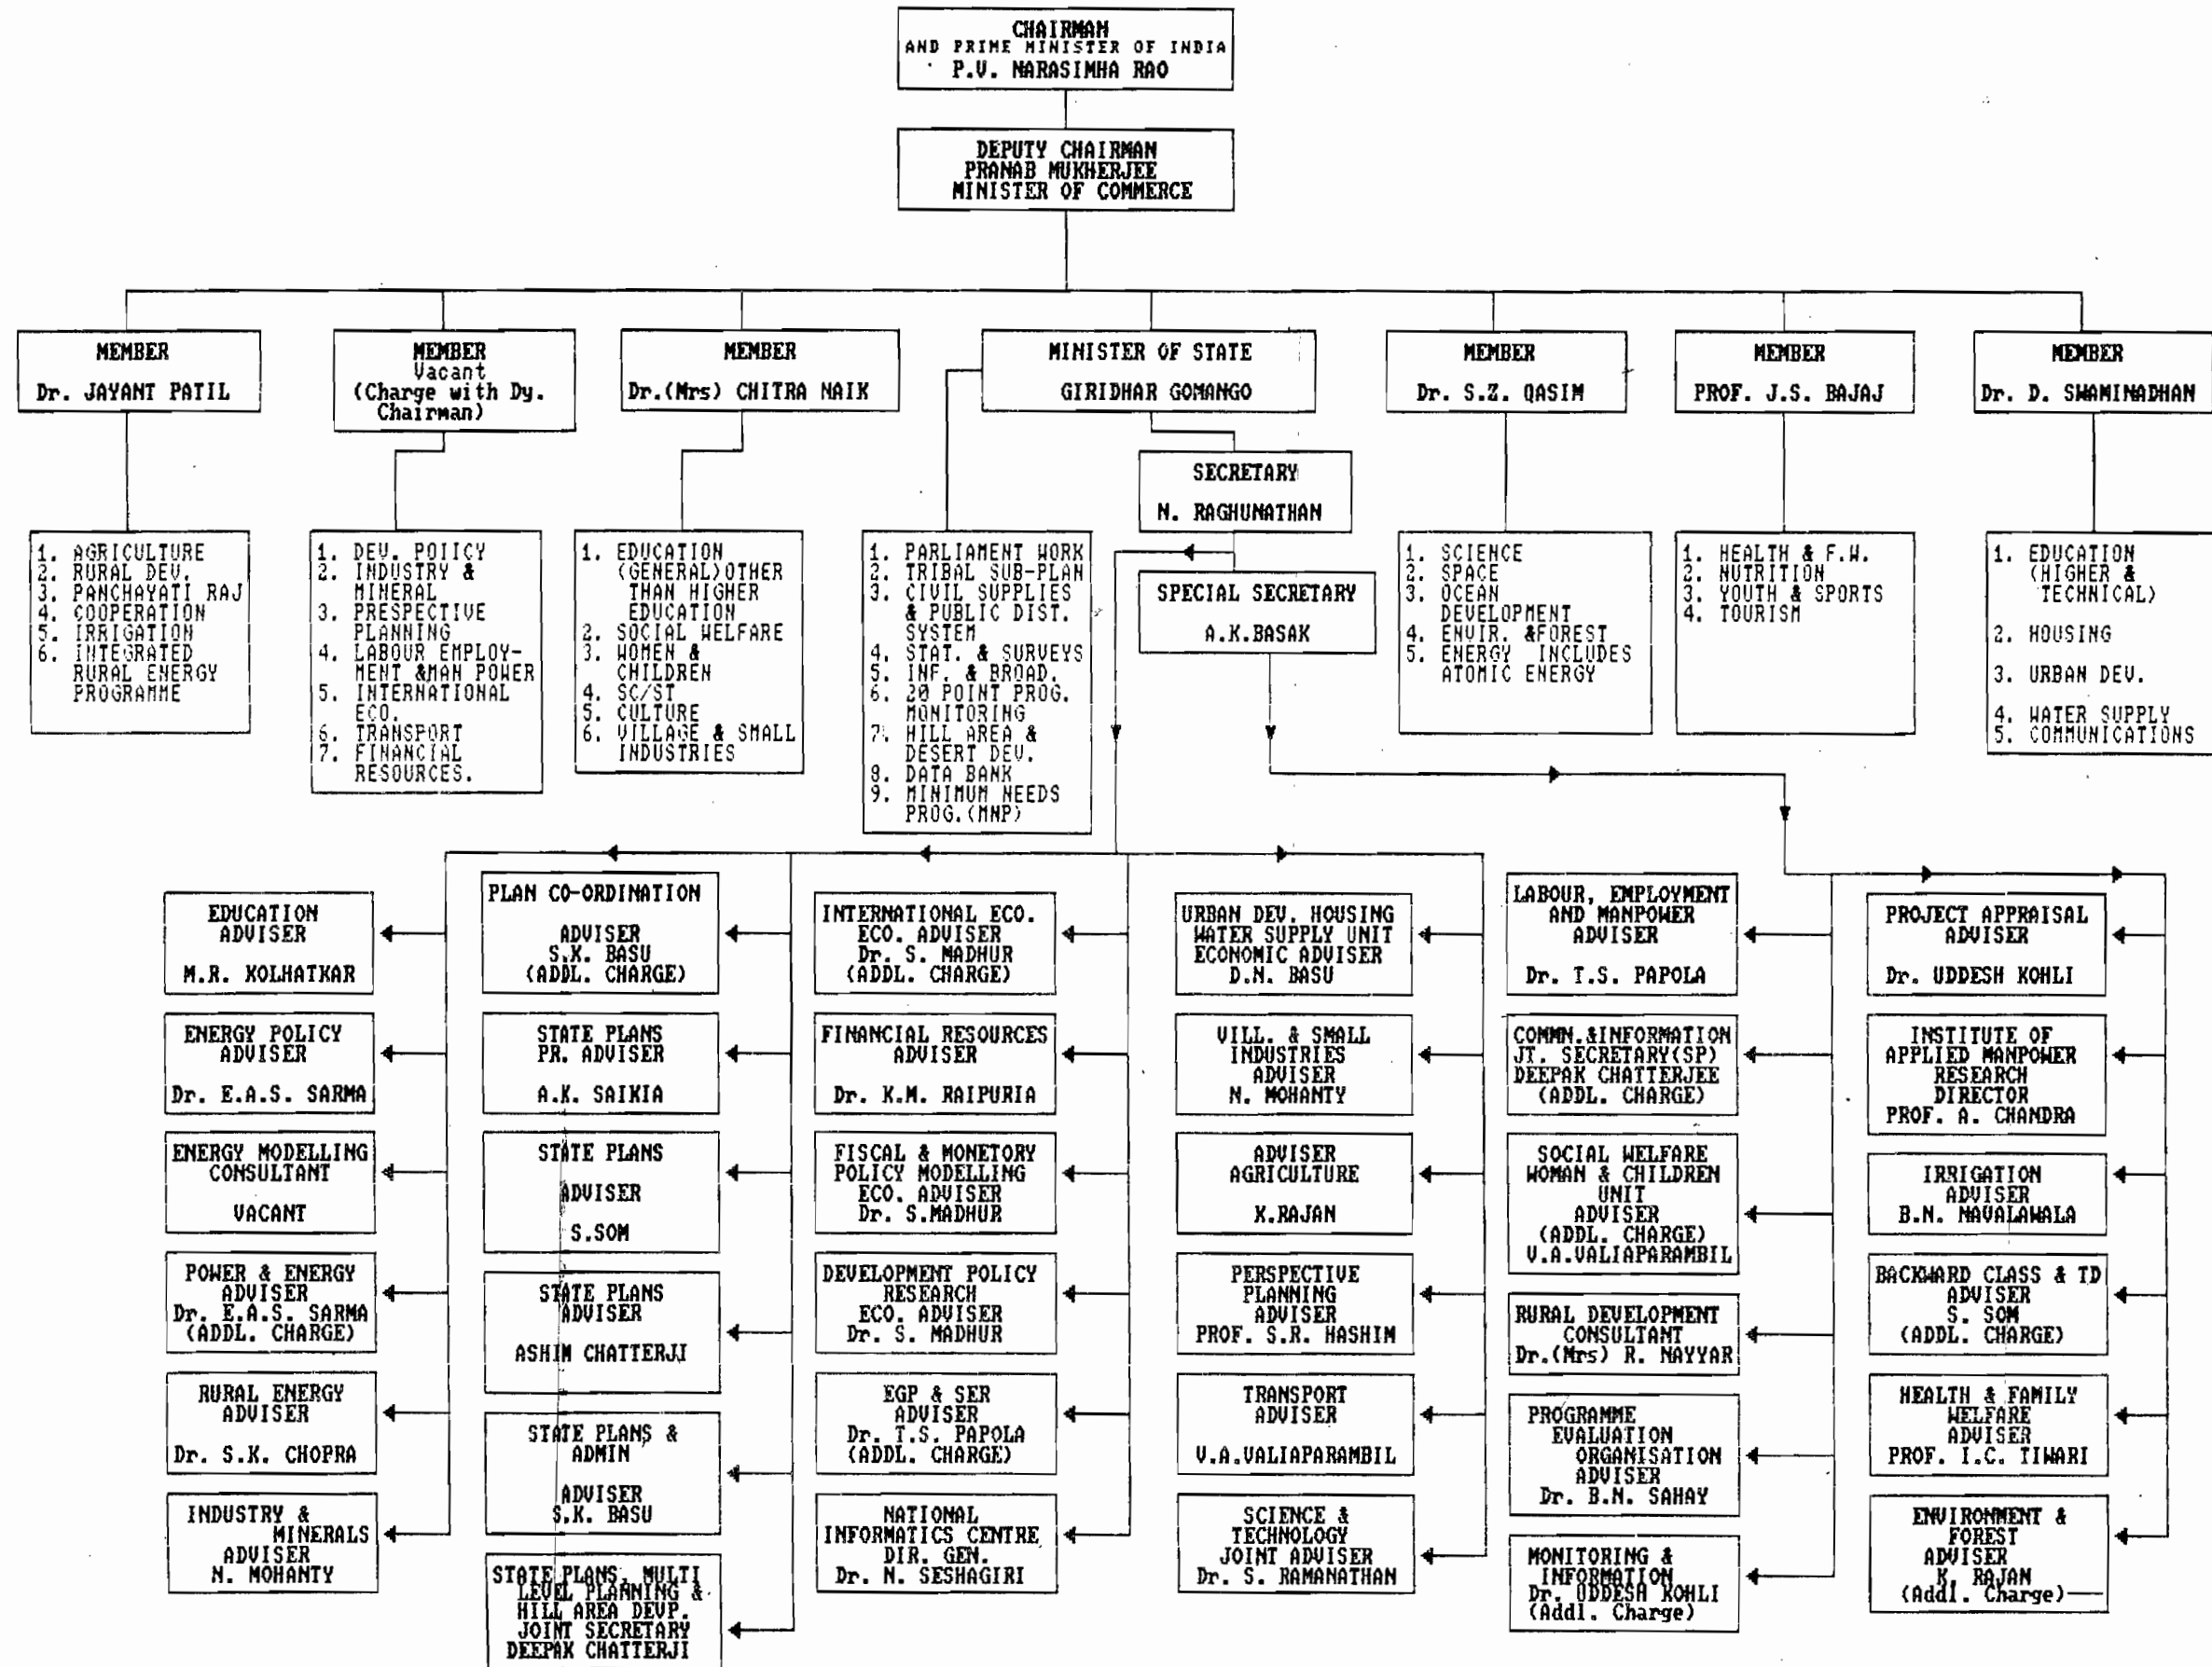 CHAIRMAN
AND PRIME MINISTER OF INDIA
P.V. NARASIMHA RAO
DEPUTY CHAIRMAN
PRANAB MUKHERJEE
MINISTER OF COMMERCE
MEMBER
Dr. JAYANT PATIL
MEMBER
Vacant
(Charge with Dy.
Chairman)
MEMBER
Dr.(Mrs) CHITRA NAIK
MINISTER OF STATE
GIRIDHAR GOMANGO
MEMBER
Dr. S.Z. QASIM
MEMBER
PROF. J.S. BAJAJ
MEMBER
Dr. D. SWAMINADHAN
SECRETARY
N. RAGHUNATHAN
SPECIAL SECRETARY
A.K.BASAK
1. AGRICULTURE
2. RURAL DEV.
3. PANCHAYATI RAJ
4. COOPERATION
5. IRRIGATION
6. INTEGRATED
RURAL ENERGY
PROGRAMME
1. DEV. POIICY
2. INDUSTRY &
MINERAL
3. PRESPECTIVE
PLANNING
4. LABOUR EMPLOY-
MENT &MAN POWER
5. INTERNATIONAL
ECO.
6. TRANSPORT
7. FINANCIAL
RESOURCES.
1. EDUCATION
(GENERAL)OTHER
THAN HIGHER
EDUCATION
2. SOCIAL WELFARE
3. WOMEN &
CHILDREN
4. SC/ST
5. CULTURE
6. VILLAGE & SMALL
INDUSTRIES
1. PARLIAMENT WORK
2. TRIBAL SUB-PLAN
3. CIVIL SUPPLIES
& PUBLIC DIST.
SYSTEM
4. STAT. & SURVEYS
5. INF. & BROAD.
6. 20 POINT PROG.
MONITORING
7. HILL AREA &
DESERT DEV.
8. DATA BANK
9. MINIMUM NEEDS
PROG.(MNP)
1. SCIENCE
2. SPACE
3. OCEAN
DEVELOPMENT
4. ENVIR. &FOREST
5. ENERGY INCLUDES
ATOMIC ENERGY
1. HEALTH & F.W.
2. NUTRITION
3. YOUTH & SPORTS
4. TOURISM
1. EDUCATION
(HIGHER &
TECHNICAL)
2. HOUSING
3. URBAN DEV.
4. WATER SUPPLY
5. COMMUNICATIONS
EDUCATION
ADVISER
M.R. KOLHATKAR
ENERGY POLICY
ADVISER
Dr. E.A.S. SARMA
ENERGY MODELLING
CONSULTANT
VACANT
POWER & ENERGY
ADVISER
Dr. E.A.S. SARMA
(ADDL. CHARGE)
RURAL ENERGY
ADVISER
Dr. S.K. CHOPRA
INDUSTRY &
MINERALS
ADVISER
N. MOHANTY
PLAN CO-ORDINATION
ADVISER
S.K. BASU
(ADDL. CHARGE)
STATE PLANS
PR. ADVISER
A.K. SAIKIA
STATE PLANS
ADVISER
S.SOM
STATE PLANS
ADVISER
ASHIM CHATTERJI
STATE PLANS &
ADMIN
ADVISER
S.K. BASU
STATE PLANS, MULTI
LEVEL PLANNING &
HILL AREA DEVP.
JOINT SECRETARY
DEEPAK CHATTERJI
INTERNATIONAL ECO.
ECO. ADVISER
Dr. S. MADHUR
(ADDL. CHARGE)
FINANCIAL RESOURCES
ADVISER
Dr. K.M. RAIPURIA
FISCAL & MONETORY
POLICY MODELLING
ECO. ADVISER
Dr. S.MADHUR
DEVELOPMENT POLICY
RESEARCH
ECO. ADVISER
Dr. S. MADHUR
EGP & SER
ADVISER
Dr. T.S. PAPOLA
(ADDL. CHARGE)
NATIONAL
INFORMATICS CENTRE
DIR. GEN.
Dr. N. SESHAGIRI
URBAN DEV. HOUSING
WATER SUPPLY UNIT
ECONOMIC ADVISER
D.N. BASU
VILL. & SMALL
INDUSTRIES
ADVISER
N. MOHANTY
ADVISER
AGRICULTURE
K.RAJAN
PERSPECTIVE
PLANNING
ADVISER
PROF. S.R. HASHIM
TRANSPORT
ADVISER
V.A.VALIAPARAMBIL
SCIENCE &
TECHNOLOGY
JOINT ADVISER
Dr. S. RAMANATHAN
LABOUR, EMPLOYMENT
AND MANPOWER
ADVISER
Dr. T.S. PAPOLA
COMMN.&INFORMATION
JT. SECRETARY(SP)
DEEPAK CHATTERJEE
(ADDL. CHARGE)
SOCIAL WELFARE
WOMAN & CHILDREN
UNIT
ADVISER
(ADDL. CHARGE)
V.A.VALIAPARAMBIL
RURAL DEVELOPMENT
CONSULTANT
Dr.(Mrs) R. NAYYAR
PROGRAMME
EVALUATION
ORGANISATION
ADVISER
Dr. B.N. SAHAY
MONITORING &
INFORMATION
Dr. UDDESH KOHLI
(Addl. Charge)
PROJECT APPRAISAL
ADVISER
Dr. UDDESH KOHLI
INSTITUTE OF
APPLIED MANPOWER
RESEARCH
DIRECTOR
PROF. A. CHANDRA
IRRIGATION
ADVISER
B.N. NAVALAWALA
BACKWARD CLASS & TD
ADVISER
S. SOM
(ADDL. CHARGE)
HEALTH & FAMILY
WELFARE
ADVISER
PROF. I.C. TIWARI
ENVIRONMENT &
FOREST
ADVISER
K. RAJAN
(Addl. Charge)